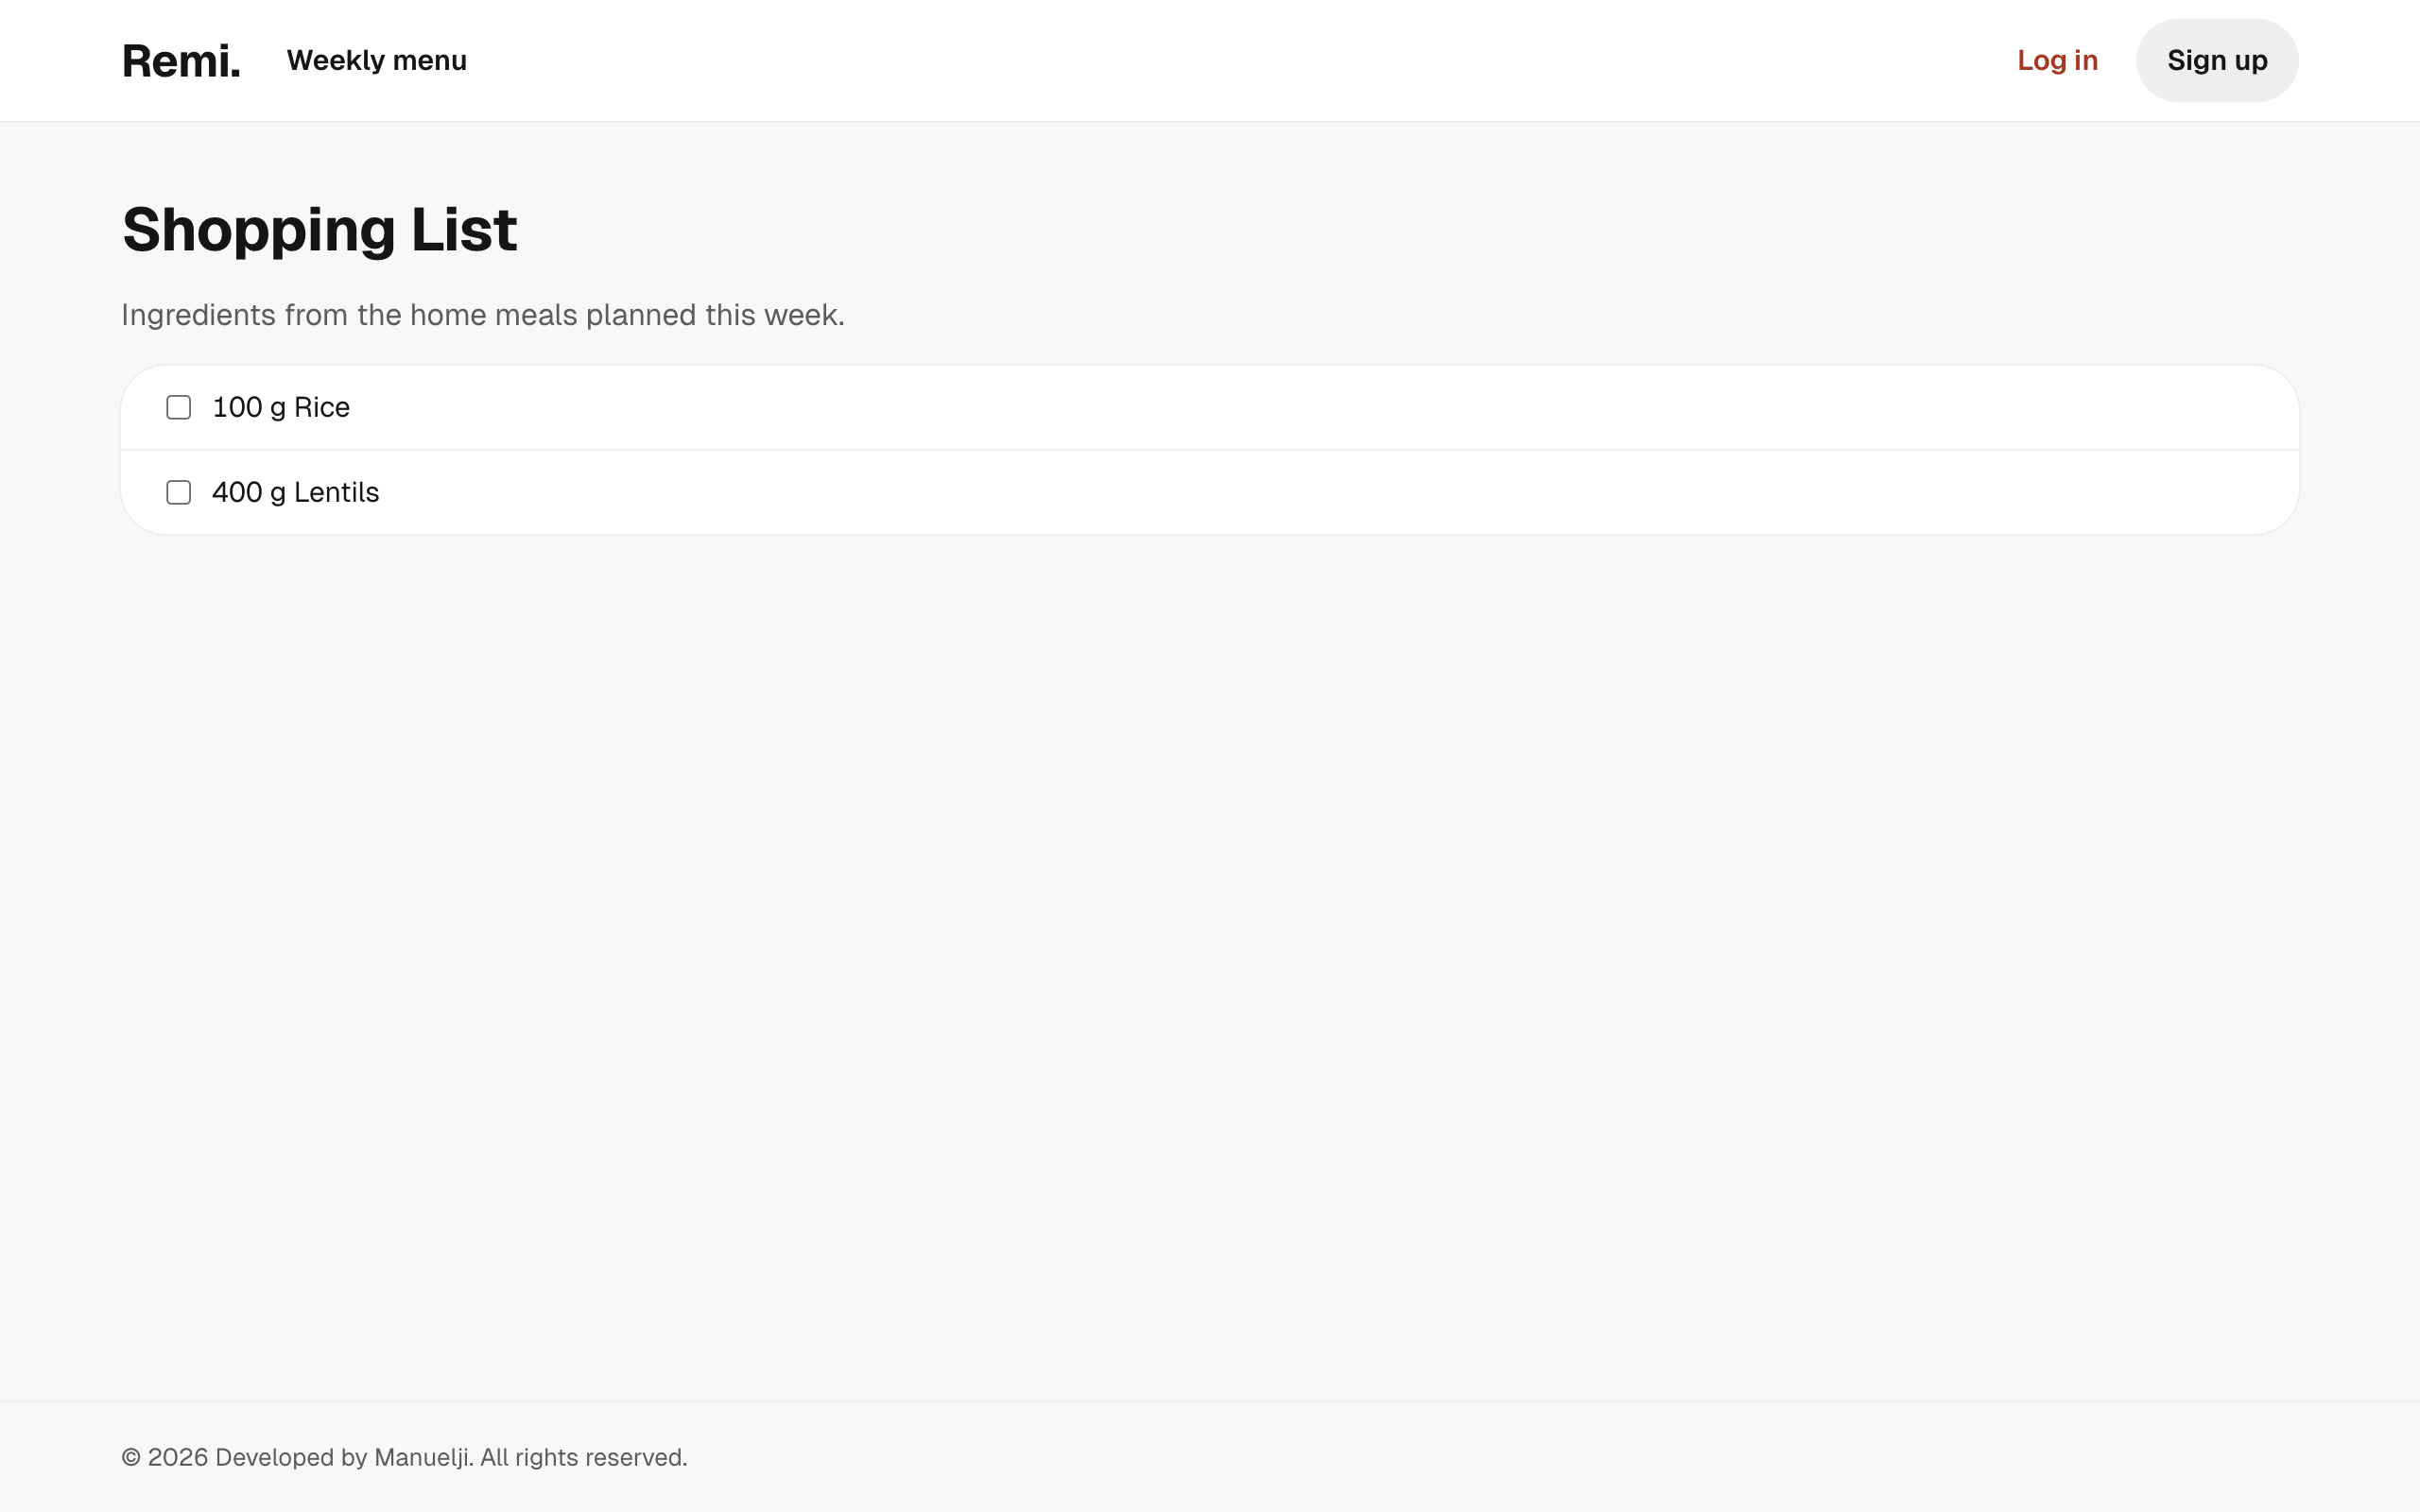 Remi.
Weekly menu
Log in
Sign up
Shopping List
Ingredients from the home meals planned this week.
100 g Rice
400 g Lentils
© 2026 Developed by Manuelji. All rights reserved.